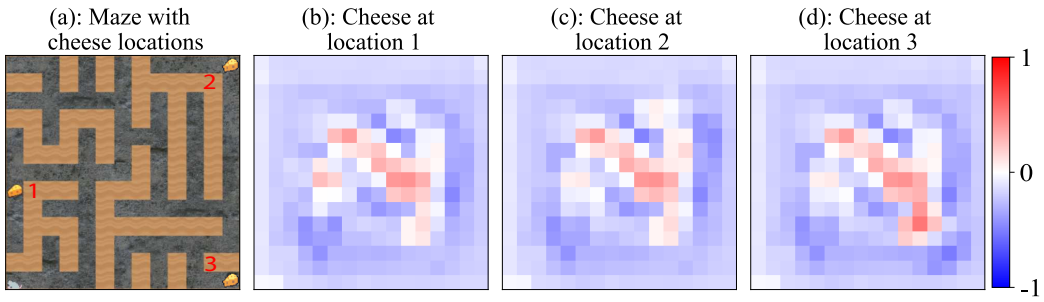 (a): Maze with
cheese locations
(b): Cheese at
location 1
(c): Cheese at
location 2
(d): Cheese at
location 3
2
1
3
1
0
-1